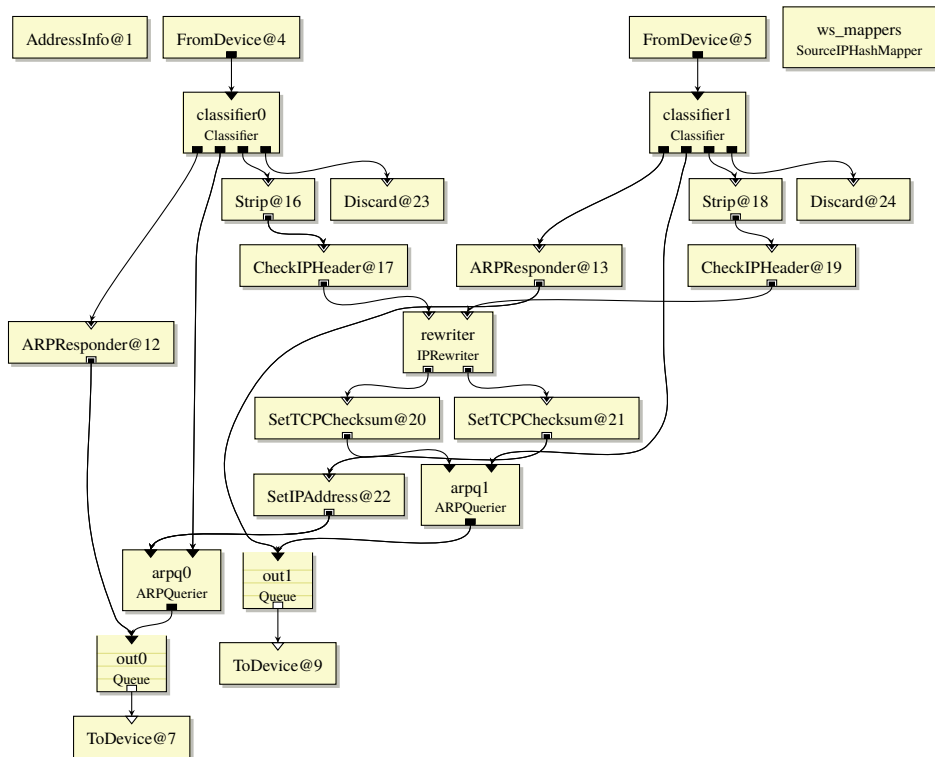 AddressInfo@1
FromDevice@4
FromDevice@5
ws_mappers
SourceIPHashMapper
classifier0
Classifier
classifier1
Classifier
Strip@16
Discard@23
Strip@18
Discard@24
CheckIPHeader@17
ARPResponder@13
CheckIPHeader@19
ARPResponder@12
rewriter
IPRewriter
SetTCPChecksum@20
SetTCPChecksum@21
SetIPAddress@22
arpq1
ARPQuerier
arpq0
ARPQuerier
out1
Queue
out0
Queue
ToDevice@9
ToDevice@7